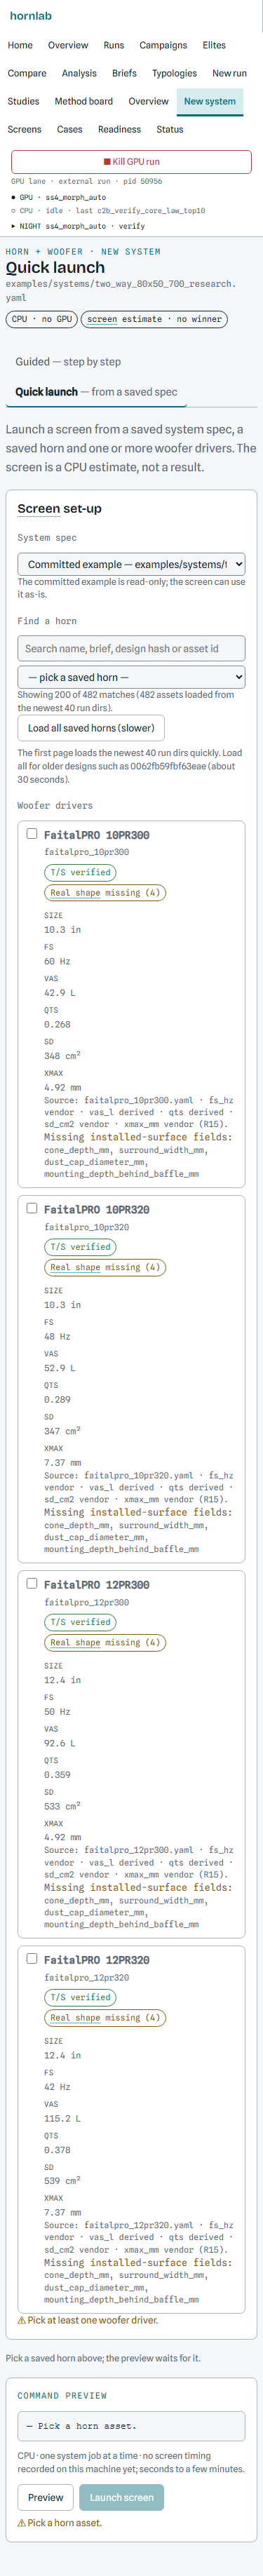 hornlab
Home Overview Runs Campaigns Elites
Compare Analysis Briefs Typologies New run
Studies Method board Overview New system
Screens Cases Readiness Status
Kill GPU run
GPU lane · external run · pid 50956
GPU · ss4_morph_auto
CPU · idle · last c2b_verify_core_law_top10
NIGHT ss4_morph_auto · verify
HORN + WOOFER · NEW SYSTEM
Quick launch
examples/systems/two_way_80x50_700_research.
yaml
CPU · no GPU
screen estimate · no winner
Guided — step by step
Quick launch — from a saved spec
Launch a screen from a saved system spec, a
saved horn and one or more woofer drivers. The
screen is a CPU estimate, not a result.
Screen set-up
System spec
Committed example — examples/systems/t
The committed example is read-only; the screen can use
it as-is.
Find a horn
Search name, brief, design hash or asset id
— pick a saved horn —
Showing 200 of 482 matches (482 assets loaded from
the newest 40 run dirs).
Load all saved horns (slower)
The first page loads the newest 40 run dirs quickly. Load
all for older designs such as 0062fb59fbf63eae (about
30 seconds).
Woofer drivers
FaitalPRO 10PR300
faitalpro_10pr300
T/S verified
Real shape missing (4)
SIZE
10.3 in
FS
60 Hz
VAS
42.9 L
QTS
0.268
SD
348 cm²
XMAX
4.92 mm
Source: faitalpro_10pr300.yaml · fs_hz
vendor · vas_l derived · qts derived ·
sd_cm2 vendor · xmax_mm vendor (R15).
Missing installed-surface fields:
cone_depth_mm, surround_width_mm,
dust_cap_diameter_mm,
mounting_depth_behind_baffle_mm
FaitalPRO 10PR320
faitalpro_10pr320
T/S verified
Real shape missing (4)
SIZE
10.3 in
FS
48 Hz
VAS
52.9 L
QTS
0.289
SD
347 cm²
XMAX
7.37 mm
Source: faitalpro_10pr320.yaml · fs_hz
vendor · vas_l derived · qts derived ·
sd_cm2 vendor · xmax_mm vendor (R15).
Missing installed-surface fields:
cone_depth_mm, surround_width_mm,
dust_cap_diameter_mm,
mounting_depth_behind_baffle_mm
FaitalPRO 12PR300
faitalpro_12pr300
T/S verified
Real shape missing (4)
SIZE
12.4 in
FS
50 Hz
VAS
92.6 L
QTS
0.359
SD
533 cm²
XMAX
4.92 mm
Source: faitalpro_12pr300.yaml · fs_hz
vendor · vas_l derived · qts derived ·
sd_cm2 vendor · xmax_mm vendor (R15).
Missing installed-surface fields:
cone_depth_mm, surround_width_mm,
dust_cap_diameter_mm,
mounting_depth_behind_baffle_mm
FaitalPRO 12PR320
faitalpro_12pr320
T/S verified
Real shape missing (4)
SIZE
12.4 in
FS
42 Hz
VAS
115.2 L
QTS
0.378
SD
539 cm²
XMAX
7.37 mm
Source: faitalpro_12pr320.yaml · fs_hz
vendor · vas_l derived · qts derived ·
sd_cm2 vendor · xmax_mm vendor (R15).
Missing installed-surface fields:
cone_depth_mm, surround_width_mm,
dust_cap_diameter_mm,
mounting_depth_behind_baffle_mm
⚠ Pick at least one woofer driver.
Pick a saved horn above; the preview waits for it.
COMMAND PREVIEW
— Pick a horn asset.
CPU · one system job at a time · no screen timing
recorded on this machine yet; seconds to a few minutes.
Preview
Launch screen
⚠ Pick a horn asset.